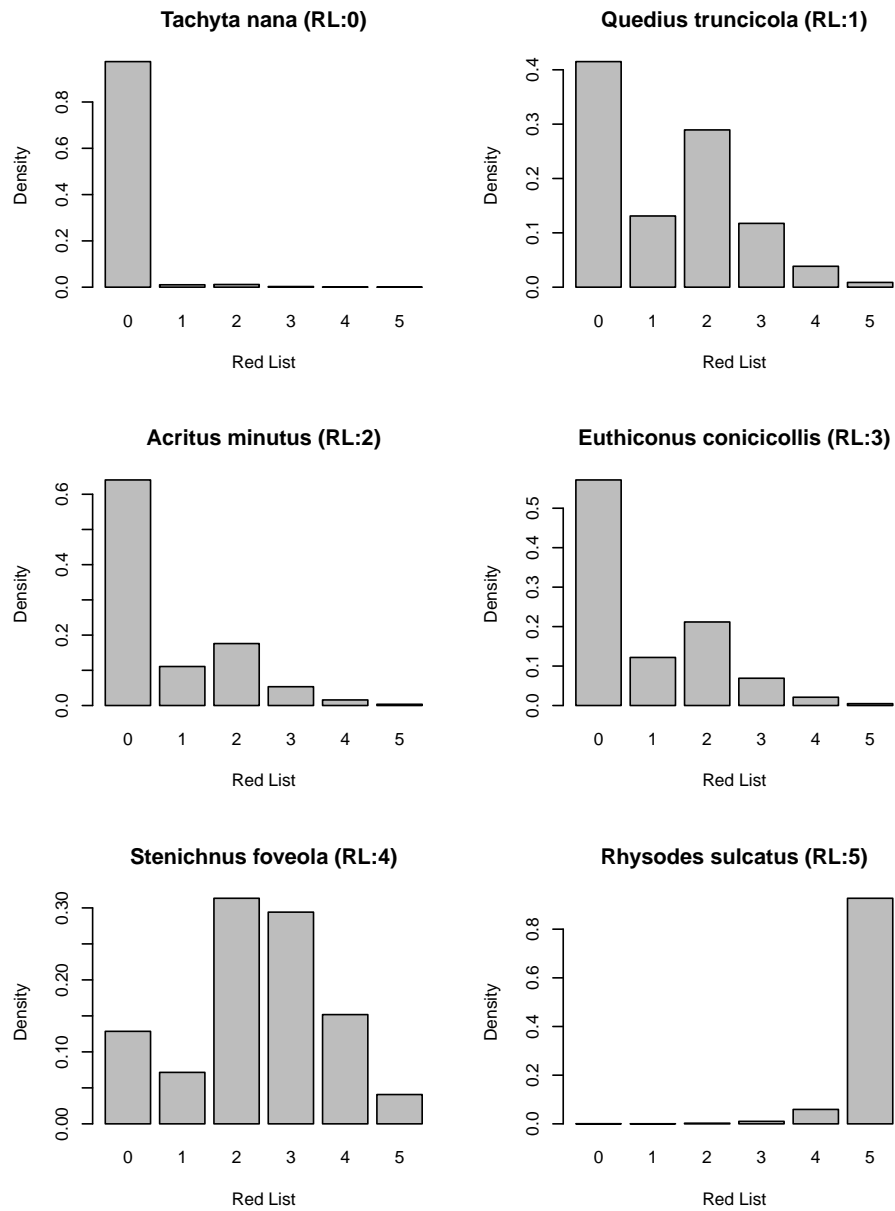 Tachyta nana (RL:0)
Density
0.0 0.2 0.4 0.6 0.8
0 1 2 3 4 5
Red List
Quedius truncicola (RL:1)
Density
0.0 0.1 0.2 0.3 0.4
0 1 2 3 4 5
Red List
Acritus minutus (RL:2)
Density
0.0 0.2 0.4 0.6
0 1 2 3 4 5
Red List
Euthiconus conicicollis (RL:3)
Density
0.0 0.1 0.2 0.3 0.4 0.5
0 1 2 3 4 5
Red List
Stenichnus foveola (RL:4)
Density
0.00 0.10 0.20 0.30
0 1 2 3 4 5
Red List
Rhysodes sulcatus (RL:5)
Density
0.0 0.2 0.4 0.6 0.8
0 1 2 3 4 5
Red List